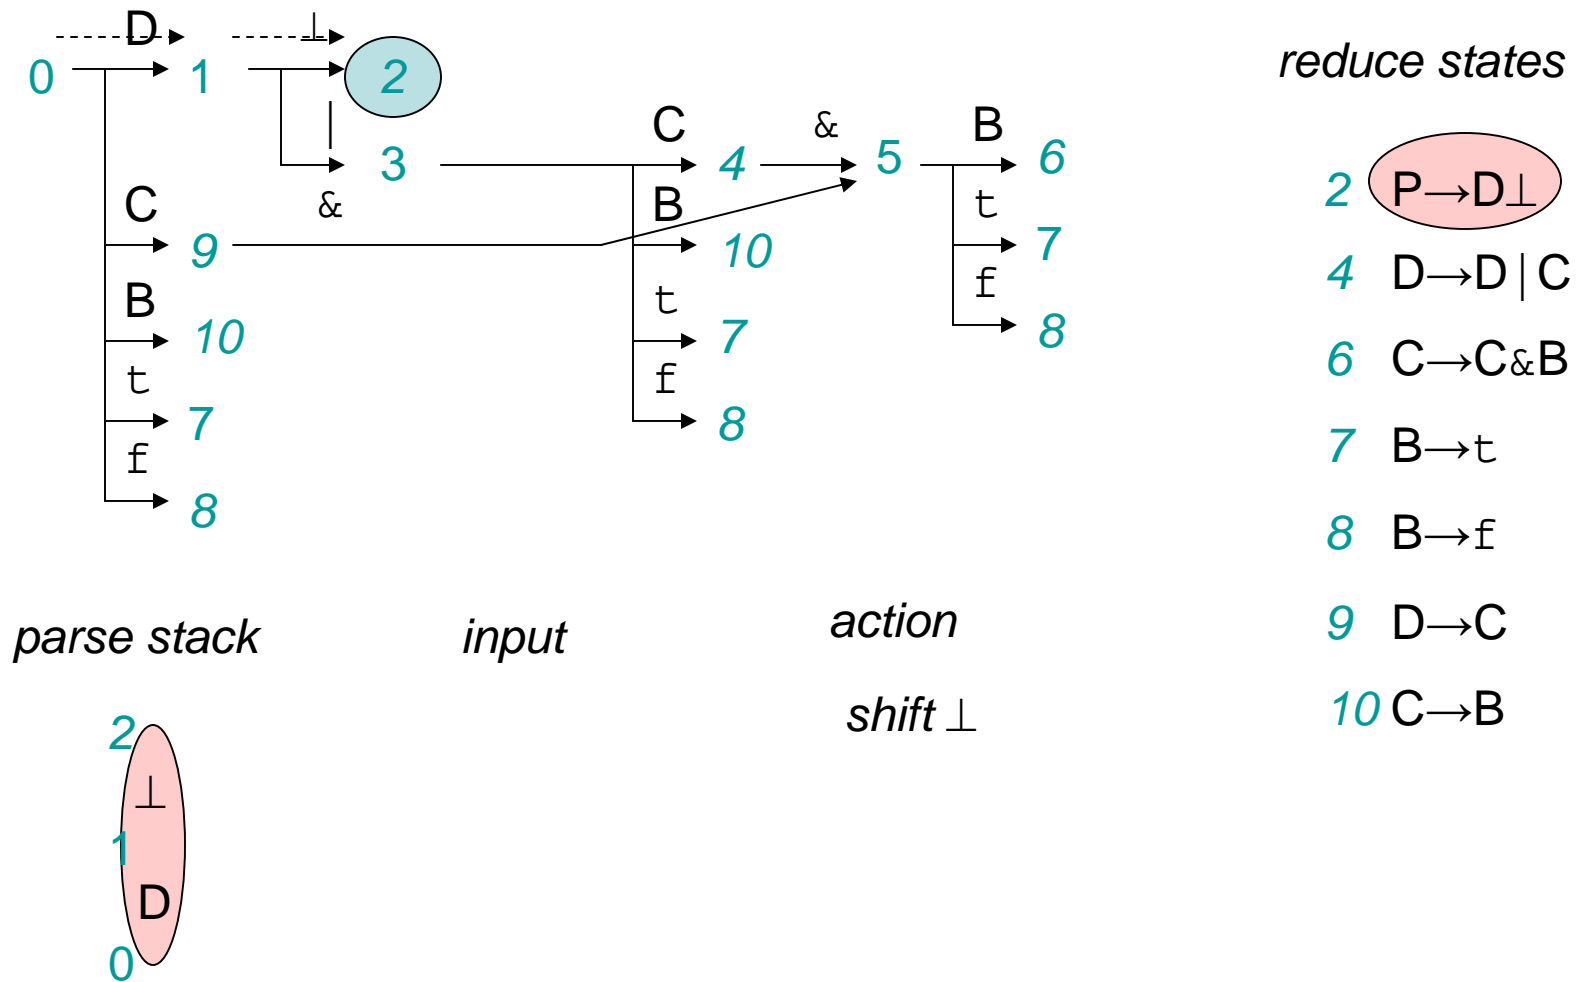 D ⊥
0 1 2 reduce states
|
C & B
3 4 5 6
2 P→D⊥
C & B t
9 10 7
4 D→D|C
B t f
10 7 8
6 C→C&B
t f
7 8
7 B→t
f
8
8 B→f
parse stack input action
9 D→C
shift ⊥
10 C→B
2
⊥
1
D
0